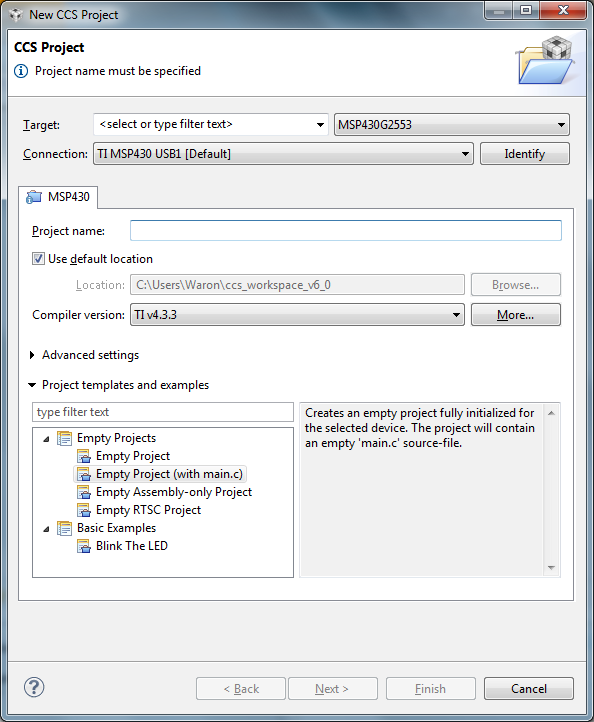 New CCS Project
CCS Project
Project name must be specified
Target: <select or type filter text> MSP430G2553
Connection: TI MSP430 USB1 [Default] Identify
MSP430
Project name:
Use default location
Location: C:\Users\Waron\ccs_workspace_v6_0 Browse...
Compiler version: TI v4.3.3 More...
Advanced settings
Project templates and examples
type filter text
Empty Projects
Empty Project
Empty Project (with main.c)
Empty Assembly-only Project
Empty RTSC Project
Basic Examples
Blink The LED
Creates an empty project fully initialized for
the selected device. The project will contain
an empty 'main.c' source-file.
? < Back Next > Finish Cancel